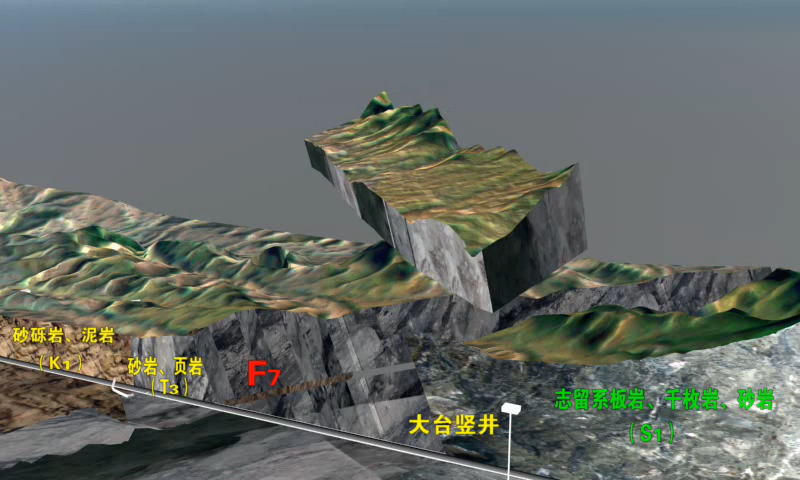 砂砾岩、泥岩
（K₁）
砂岩、页岩
（T₃）
F₇
大台竖井
志留系板岩、千枚岩、砂岩
（S₁）